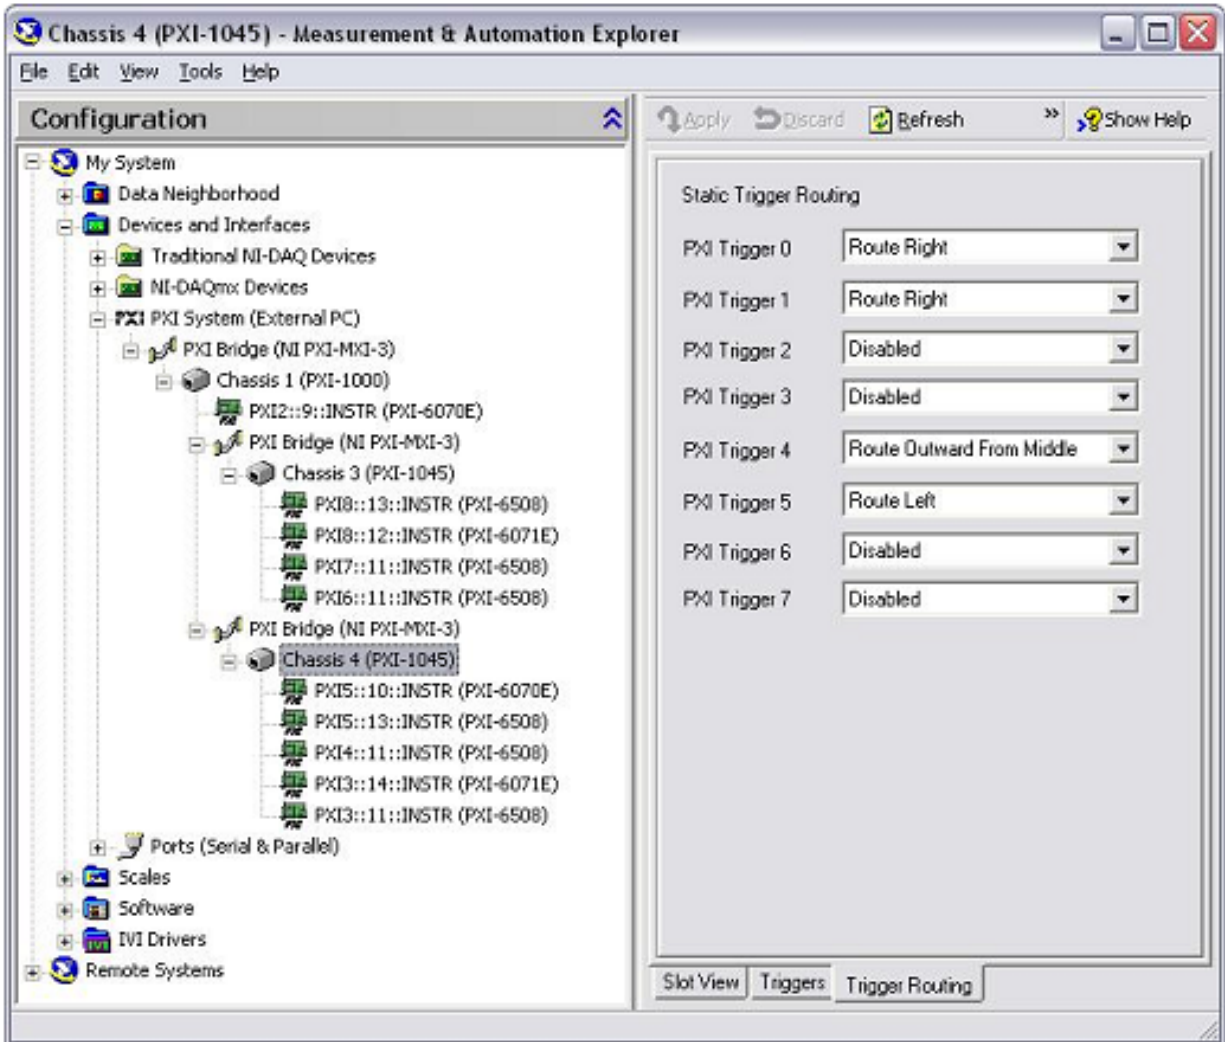 Chassis 4 (PXI-1045) - Measurement & Automation Explorer
File Edit View Tools Help
Configuration
My System
Data Neighborhood
Devices and Interfaces
Traditional NI-DAQ Devices
NI-DAQmx Devices
PXI PXI System (External PC)
PXI Bridge (NI PXI-MXI-3)
Chassis 1 (PXI-1000)
PXI2::9::INSTR (PXI-6070E)
PXI Bridge (NI PXI-MXI-3)
Chassis 3 (PXI-1045)
PXI8::13::INSTR (PXI-6508)
PXI8::12::INSTR (PXI-6071E)
PXI7::11::INSTR (PXI-6508)
PXI6::11::INSTR (PXI-6508)
PXI Bridge (NI PXI-MXI-3)
Chassis 4 (PXI-1045)
PXI5::10::INSTR (PXI-6070E)
PXI5::13::INSTR (PXI-6508)
PXI4::11::INSTR (PXI-6508)
PXI3::14::INSTR (PXI-6071E)
PXI3::11::INSTR (PXI-6508)
Ports (Serial & Parallel)
Scales
Software
IVI Drivers
Remote Systems
Apply Discard Refresh » Show Help
Static Trigger Routing
PXI Trigger 0 Route Right
PXI Trigger 1 Route Right
PXI Trigger 2 Disabled
PXI Trigger 3 Disabled
PXI Trigger 4 Route Outward From Middle
PXI Trigger 5 Route Left
PXI Trigger 6 Disabled
PXI Trigger 7 Disabled
Slot View Triggers Trigger Routing